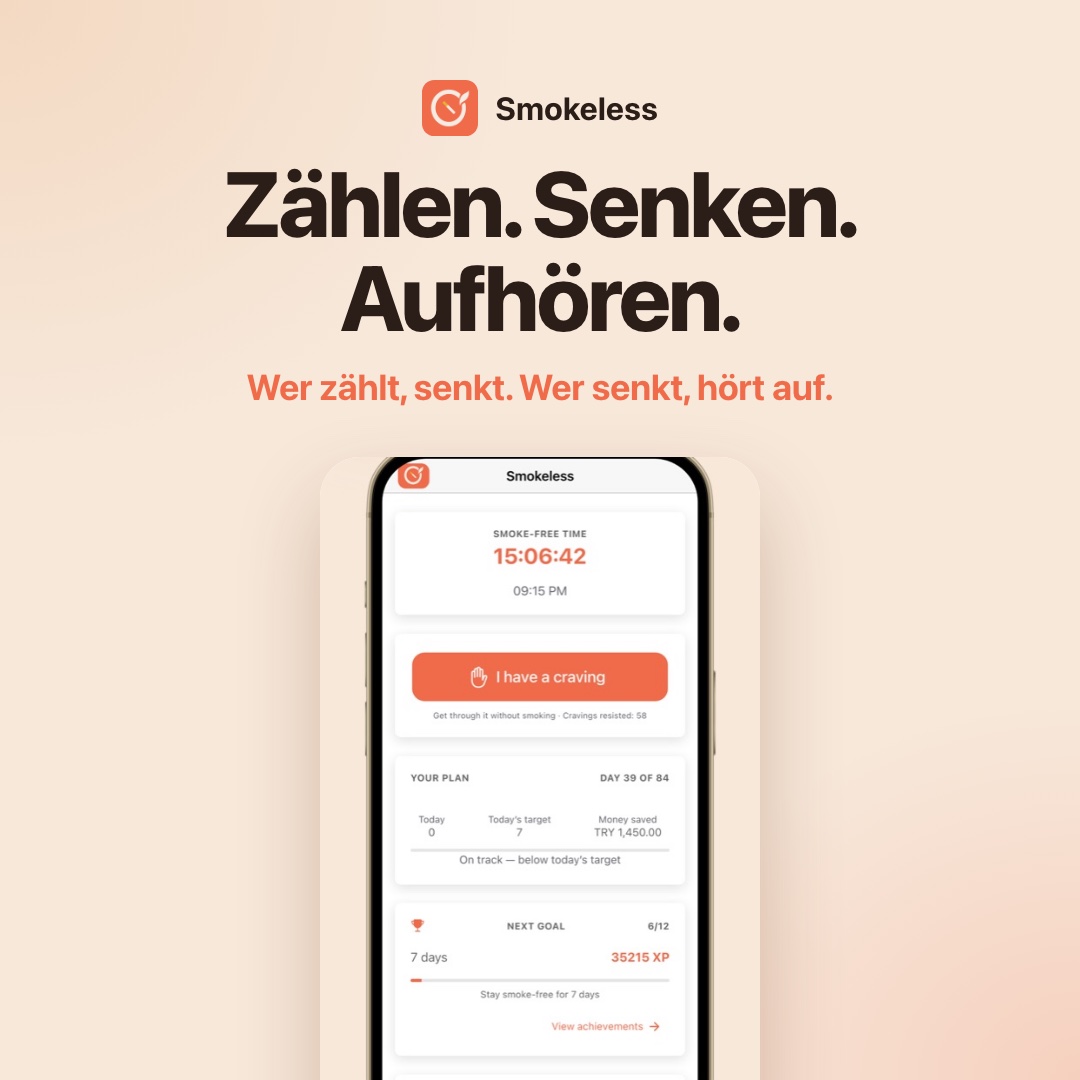 Smokeless
Zählen. Senken.
Aufhören.
Wer zählt, senkt. Wer senkt, hört auf.
Smokeless
SMOKE-FREE TIME
15:06:42
09:15 PM
I have a craving
Get through it without smoking · Cravings resisted: 58
YOUR PLAN DAY 39 OF 84
Today Today's target Money saved
0 7 TRY 1,450.00
On track — below today's target
NEXT GOAL 6/12
7 days 35215 XP
Stay smoke-free for 7 days
View achievements →